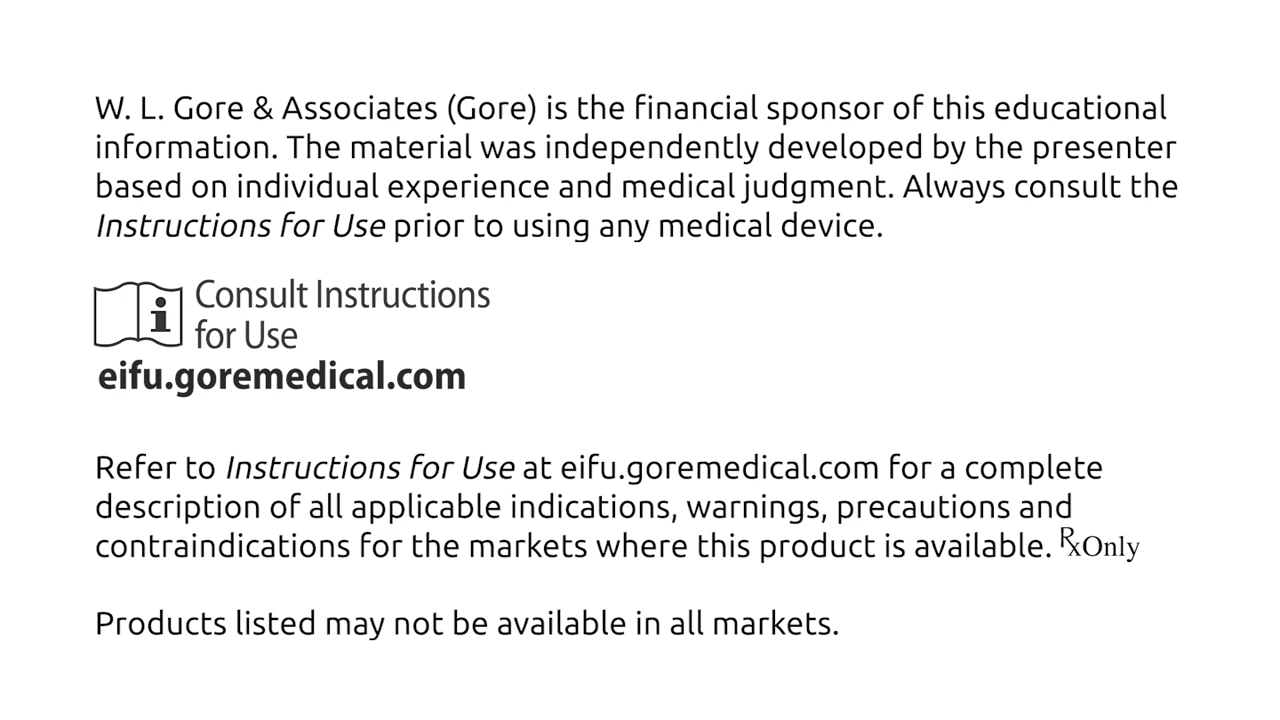 W. L. Gore & Associates (Gore) is the financial sponsor of this educational
information. The material was independently developed by the presenter
based on individual experience and medical judgment. Always consult the
Instructions for Use prior to using any medical device.
Consult Instructions
for Use
eifu.goremedical.com
Refer to Instructions for Use at eifu.goremedical.com for a complete
description of all applicable indications, warnings, precautions and
contraindications for the markets where this product is available. ℞Only
Products listed may not be available in all markets.